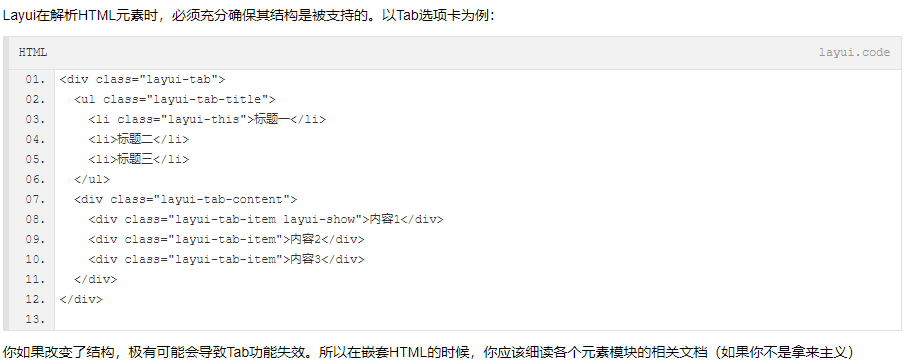 Layui在解析HTML元素时，必须充分确保其结构是被支持的。以Tab选项卡为例：
HTML layui.code
01. <div class="layui-tab">
02.   <ul class="layui-tab-title">
03.     <li class="layui-this">标题一</li>
04.     <li>标题二</li>
05.     <li>标题三</li>
06.   </ul>
07.   <div class="layui-tab-content">
08.     <div class="layui-tab-item layui-show">内容1</div>
09.     <div class="layui-tab-item">内容2</div>
10.     <div class="layui-tab-item">内容3</div>
11.   </div>
12. </div>
13.
你如果改变了结构，极有可能会导致Tab功能失效。所以在嵌套HTML的时候，你应该细读各个元素模块的相关文档（如果你不是拿来主义）